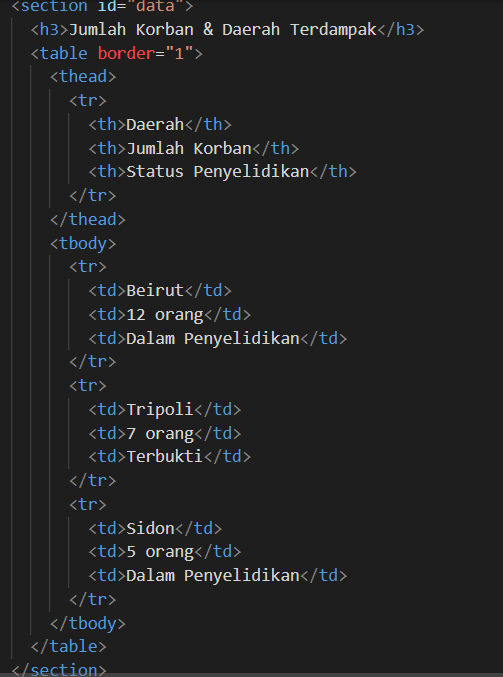 <section id="data">
<h3>Jumlah Korban & Daerah Terdampak</h3>
<table border="1">
<thead>
<tr>
<th>Daerah</th>
<th>Jumlah Korban</th>
<th>Status Penyelidikan</th>
</tr>
</thead>
<tbody>
<tr>
<td>Beirut</td>
<td>12 orang</td>
<td>Dalam Penyelidikan</td>
</tr>
<tr>
<td>Tripoli</td>
<td>7 orang</td>
<td>Terbukti</td>
</tr>
<tr>
<td>Sidon</td>
<td>5 orang</td>
<td>Dalam Penyelidikan</td>
</tr>
</tbody>
</table>
</section>